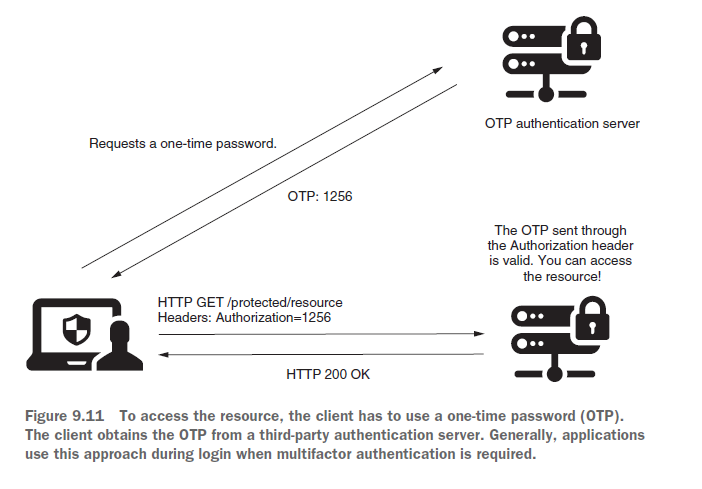 OTP authentication server
Requests a one-time password.
OTP: 1256
The OTP sent through
the Authorization header
is valid. You can access
the resource!
HTTP GET /protected/resource
Headers: Authorization=1256
HTTP 200 OK
Figure 9.11 To access the resource, the client has to use a one-time password (OTP).
The client obtains the OTP from a third-party authentication server. Generally, applications
use this approach during login when multifactor authentication is required.